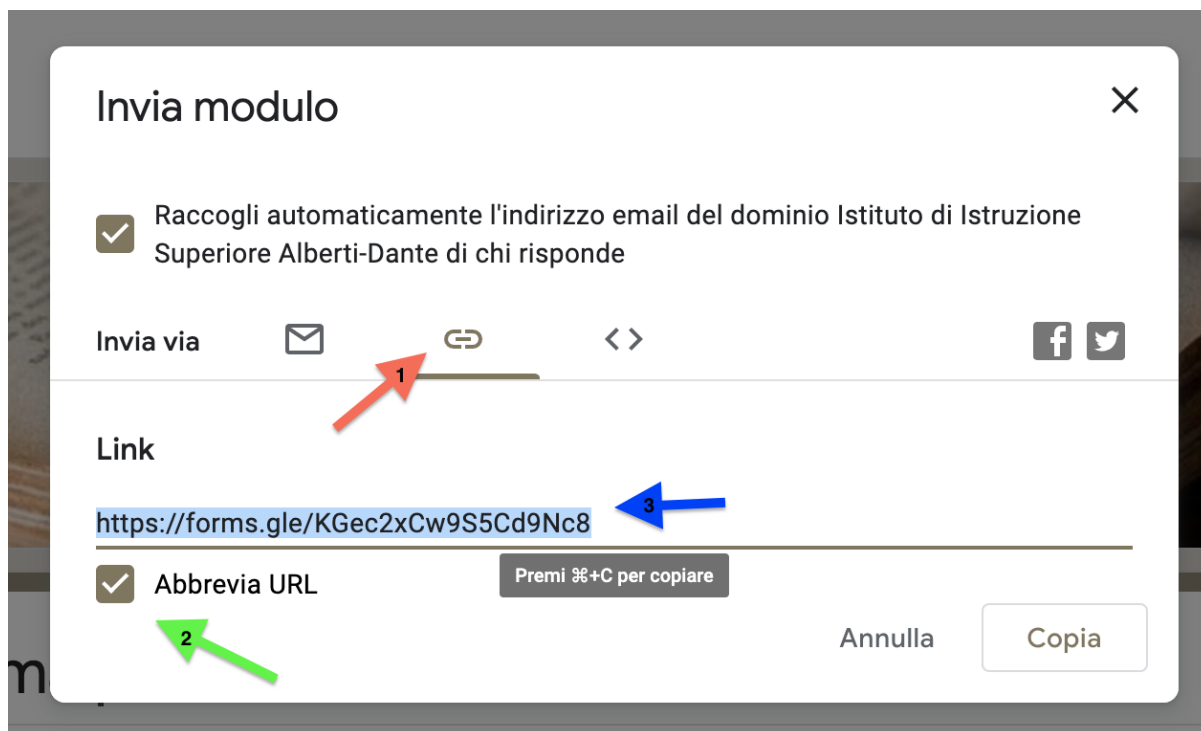 Invia modulo
Raccogli automaticamente l'indirizzo email del dominio Istituto di Istruzione
Superiore Alberti-Dante di chi risponde
Invia via
1
Link
https://forms.gle/KGec2xCw9S5Cd9Nc8
3
Premi ⌘+C per copiare
Abbrevia URL
2
Annulla
Copia